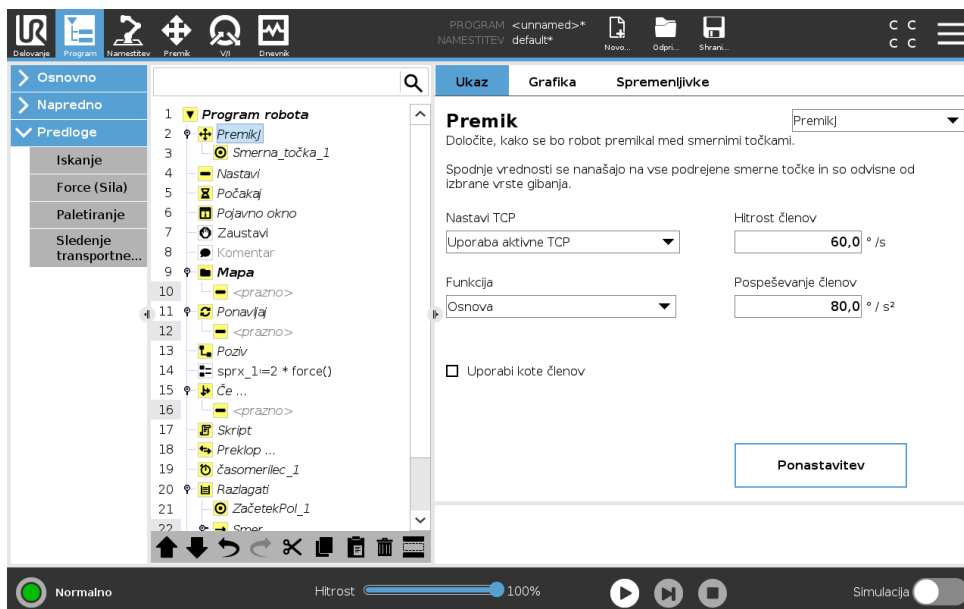 UR
PROGRAM <unnamed>*
NAMESTITEV default*
Delovanje
Program
Namestitev
Premik
V/I
Dnevnik
Novo...
Odpri...
Shrani...
C C
C C
Osnovno
Napredno
Predloge
Iskanje
Force (Sila)
Paletiranje
Sledenje
transportne...
1 Program robota
2 PremikJ
3 Smerna_točka_1
4 Nastavi
5 Počakaj
6 Pojavno okno
7 Zaustavi
8 Komentar
9 Mapa
10 <prazno>
11 Ponavljaj
12 <prazno>
13 Poziv
14 sprx_1:=2 * force()
15 Če ...
16 <prazno>
17 Skript
18 Preklop ...
19 časomerilec_1
20 Razlagati
21 ZačetekPol_1
22 Smer
Ukaz
Grafika
Spremenljivke
Premik
PremikJ
Določite, kako se bo robot premikal med smernimi točkami.
Spodnje vrednosti se nanašajo na vse podrejene smerne točke in so odvisne od
izbrane vrste gibanja.
Nastavi TCP
Hitrost členov
Uporaba aktivne TCP
60,0 ° /s
Funkcija
Pospeševanje členov
Osnova
80,0 ° / s²
Uporabi kote členov
Ponastavitev
Normalno
Hitrost
100%
Simulacija